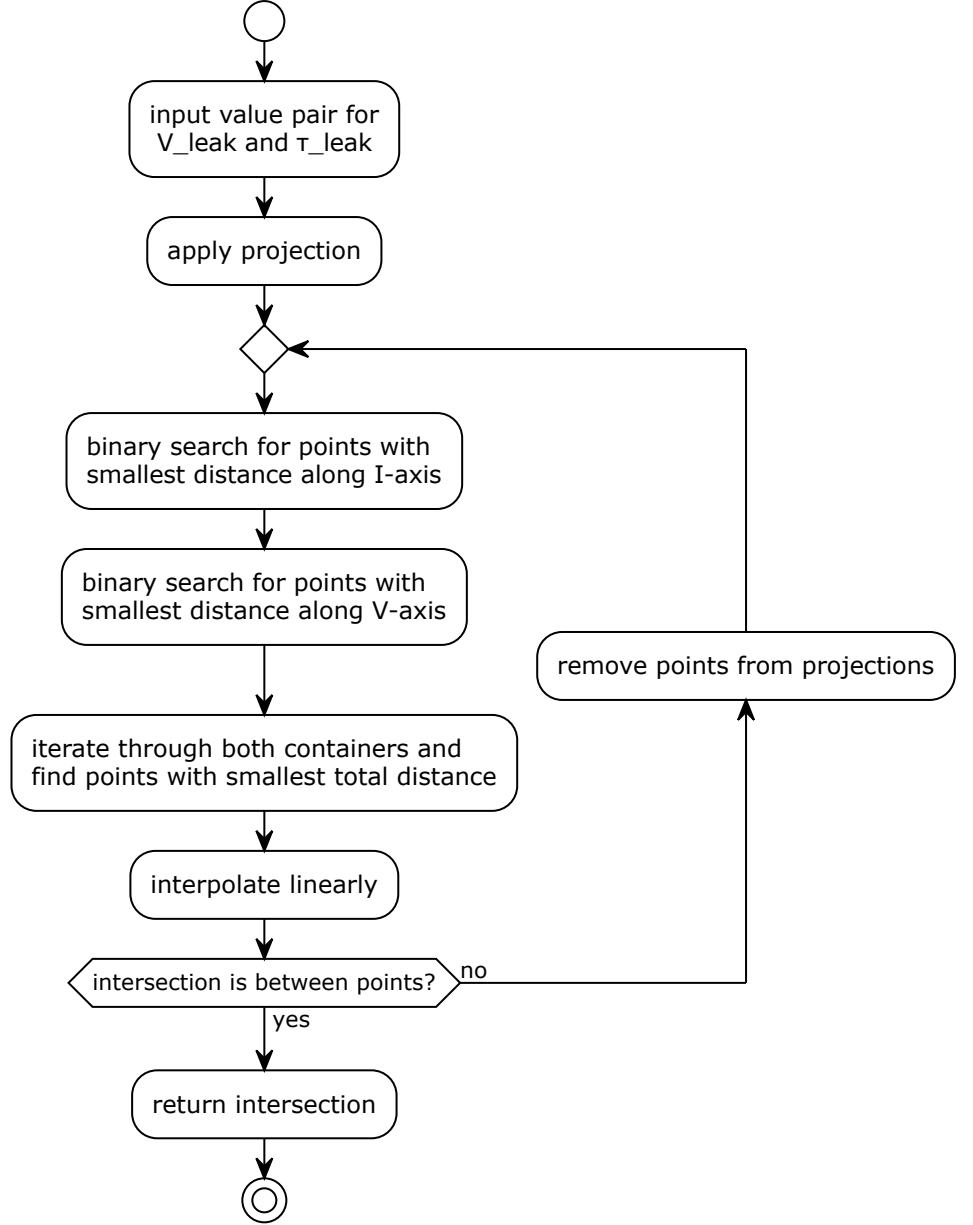 input value pair for
V_leak and τ_leak
apply projection
binary search for points with
smallest distance along I-axis
binary search for points with
smallest distance along V-axis
remove points from projections
iterate through both containers and
find points with smallest total distance
interpolate linearly
intersection is between points?
no
yes
return intersection